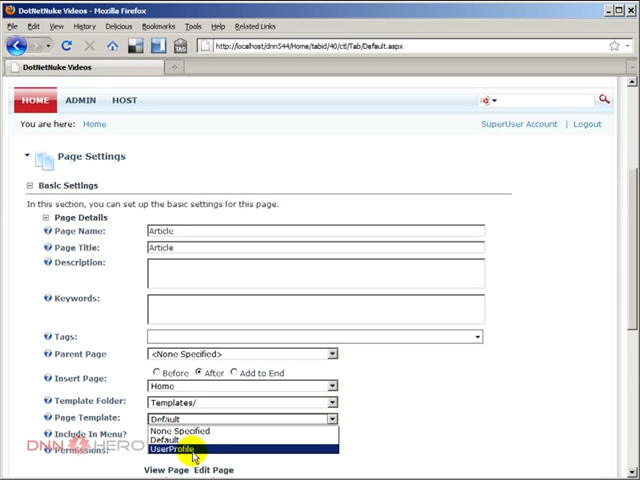 DotNetNuke Videos - Mozilla Firefox
File Edit View History Delicious Bookmarks Tools Related Links
http://localhost/dnn544/Home/tabid/40/ctl/Tab/Default.aspx
DotNetNuke Videos
HOME ADMIN HOST
You are here: Home SuperUser Account | Logout
Page Settings
Basic Settings
In this section, you can set up the basic settings for this page.
Page Details
Page Name: Article
Page Title: Article
Description:
Keywords:
Tags:
Parent Page <None Specified>
Insert Page: Before After Add to End
Home
Template Folder: Templates/
Page Template: Default
None Specified
Include In Menu? Default
DNN HERO
Permissions: UserProfile
View Page Edit Page